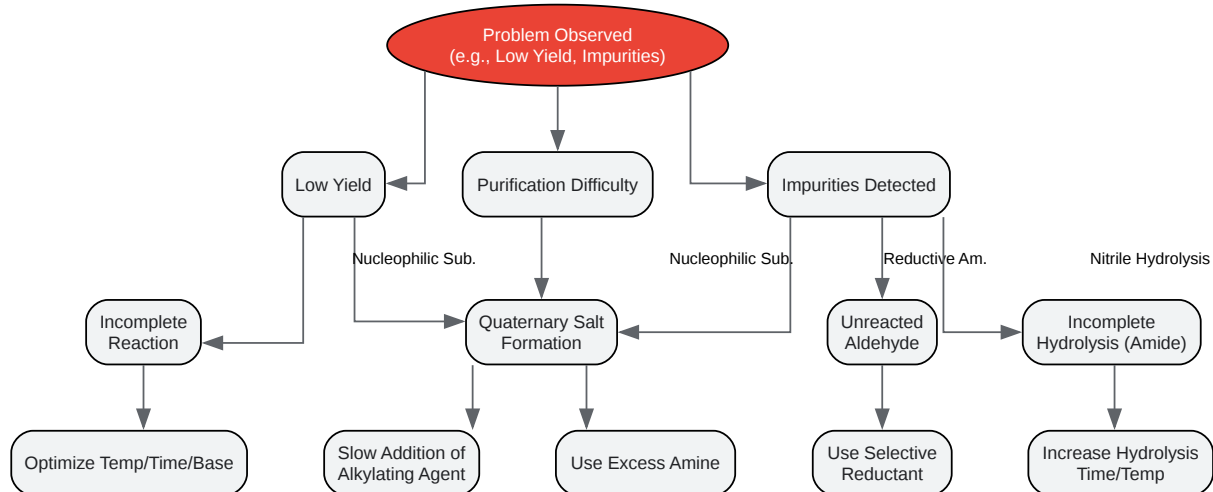 Problem Observed
(e.g., Low Yield, Impurities)
Low Yield
Purification Difficulty
Impurities Detected
Nucleophilic Sub.
Nucleophilic Sub.
Reductive Am.
Nitrile Hydrolysis
Incomplete
Reaction
Quaternary Salt
Formation
Unreacted
Aldehyde
Incomplete
Hydrolysis (Amide)
Optimize Temp/Time/Base
Slow Addition of
Alkylating Agent
Use Excess Amine
Use Selective
Reductant
Increase Hydrolysis
Time/Temp